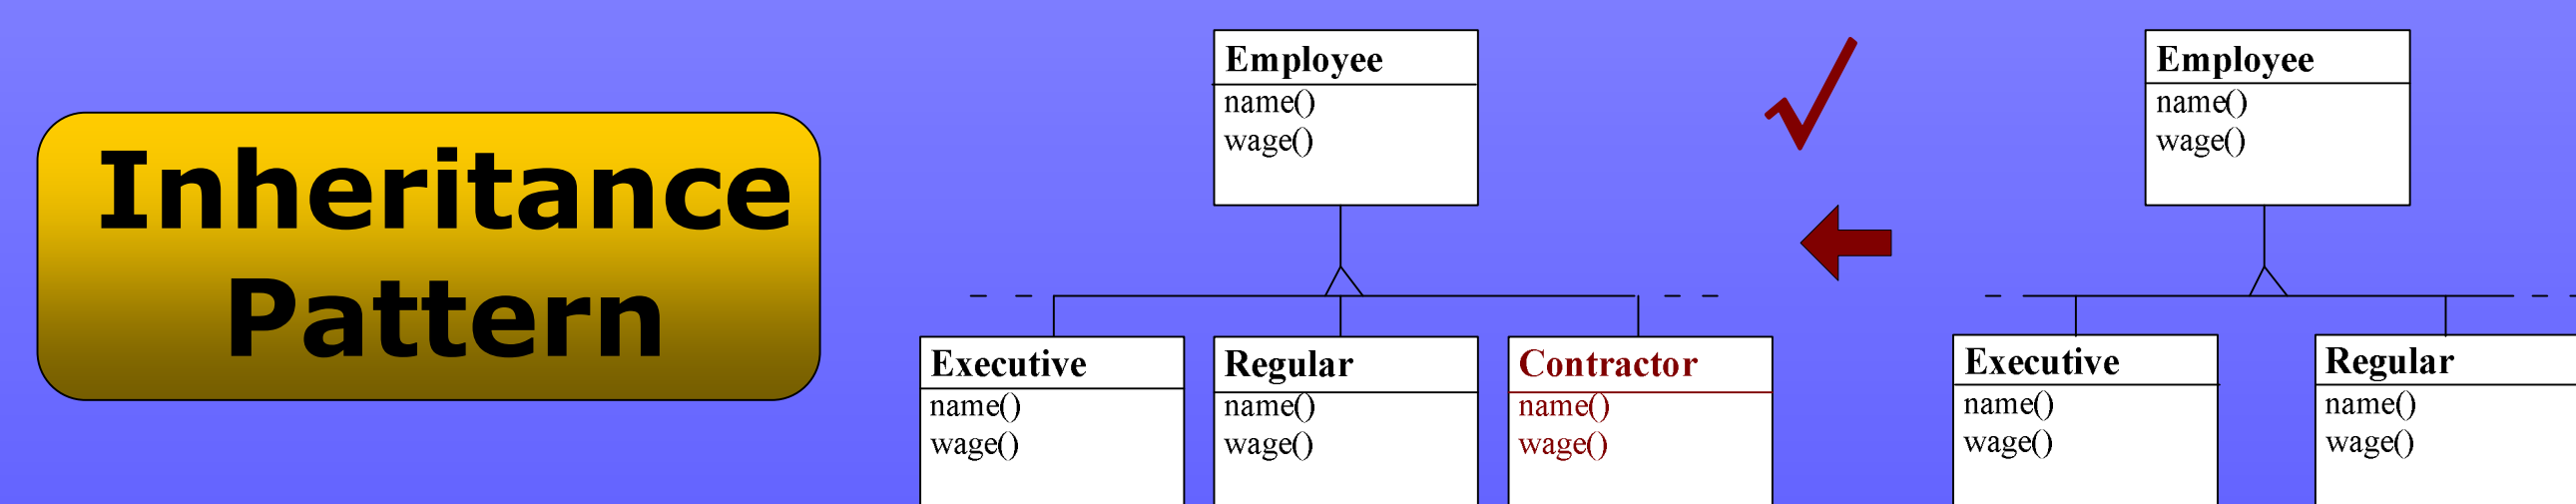 Inheritance
Pattern
Employee
name()
wage()
Executive
name()
wage()
Regular
name()
wage()
Contractor
name()
wage()
Employee
name()
wage()
Executive
name()
wage()
Regular
name()
wage()